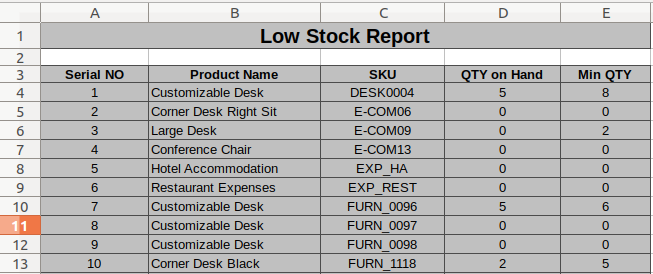 A B C D E
1 Low Stock Report
2
3 Serial NO Product Name SKU QTY on Hand Min QTY
4 1 Customizable Desk DESK0004 5 8
5 2 Corner Desk Right Sit E-COM06 0 0
6 3 Large Desk E-COM09 0 2
7 4 Conference Chair E-COM13 0 0
8 5 Hotel Accommodation EXP_HA 0 0
9 6 Restaurant Expenses EXP_REST 0 0
10 7 Customizable Desk FURN_0096 5 6
11 8 Customizable Desk FURN_0097 0 0
12 9 Customizable Desk FURN_0098 0 0
13 10 Corner Desk Black FURN_1118 2 5